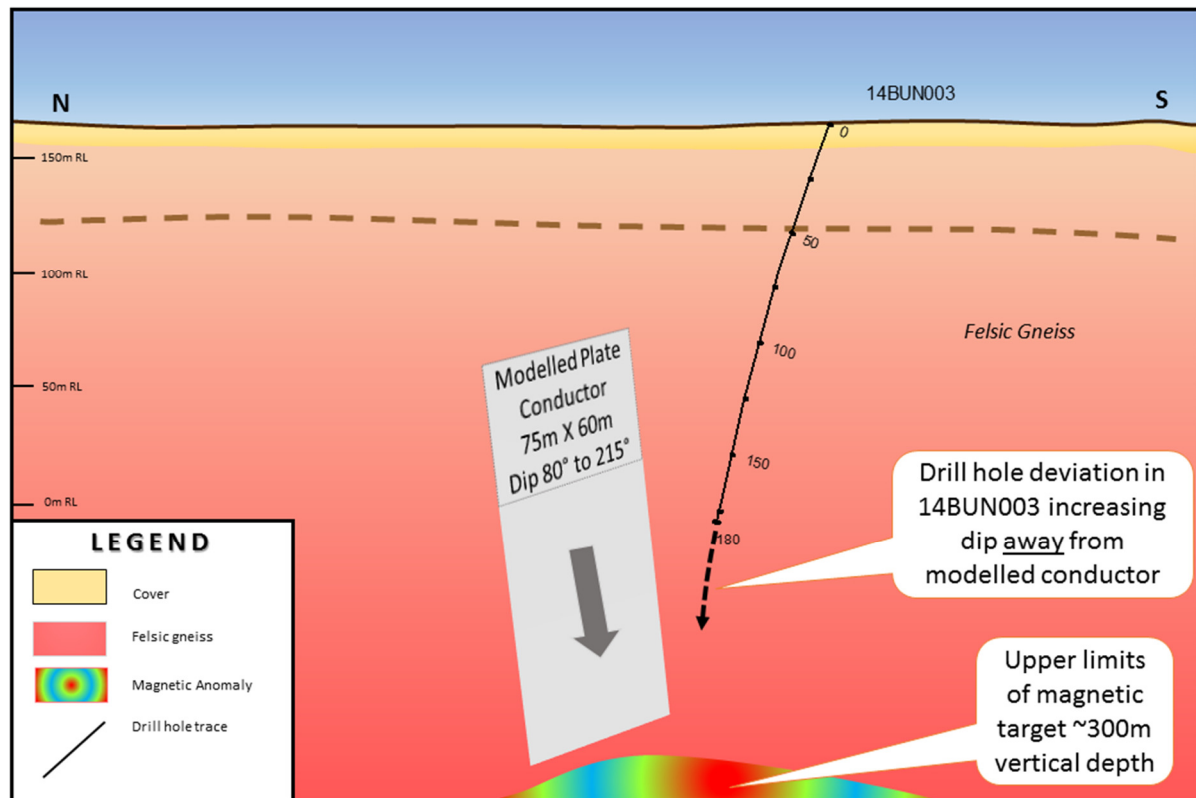 14BUN003
N
S
0
150m RL
50
100m RL
Felsic Gneiss
100
Modelled Plate
Conductor
75m X 60m
Dip 80° to 215°
50m RL
150
0m RL
180
Drill hole deviation in
14BUN003 increasing
dip away from
modelled conductor
LEGEND
Cover
Felsic gneiss
Magnetic Anomaly
Drill hole trace
Upper limits
of magnetic
target ~300m
vertical depth